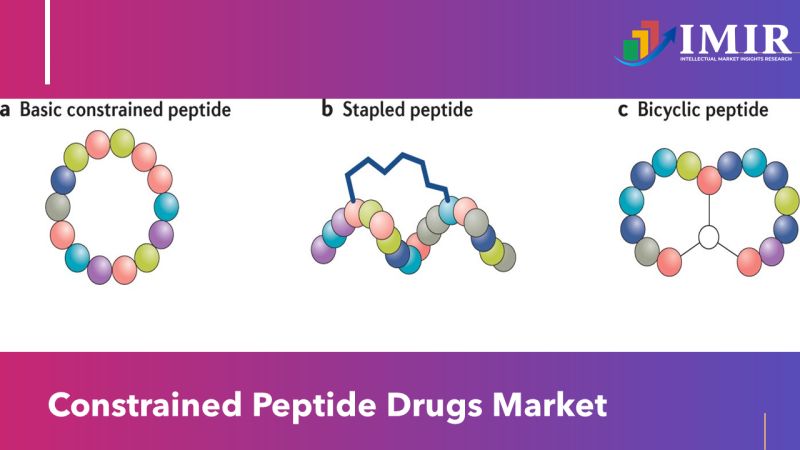 IMIR
INTELLECTUAL MARKET INSIGHTS RESEARCH
a Basic constrained peptide
b Stapled peptide
c Bicyclic peptide
Constrained Peptide Drugs Market